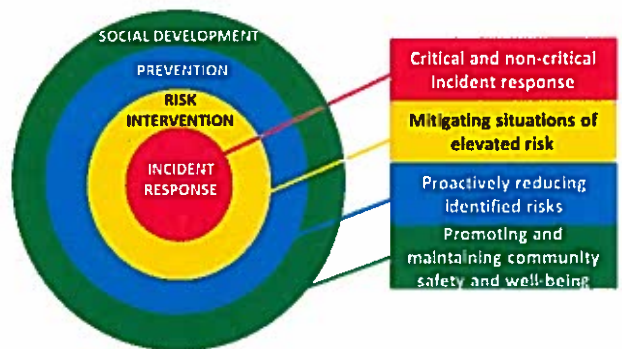 SOCIAL DEVELOPMENT
PREVENTION
RISK
INTERVENTION
INCIDENT
RESPONSE
Critical and non-critical
incident response
Mitigating situations of
elevated risk
Proactively reducing
identified risks
Promoting and
maintaining community
safety and well-being